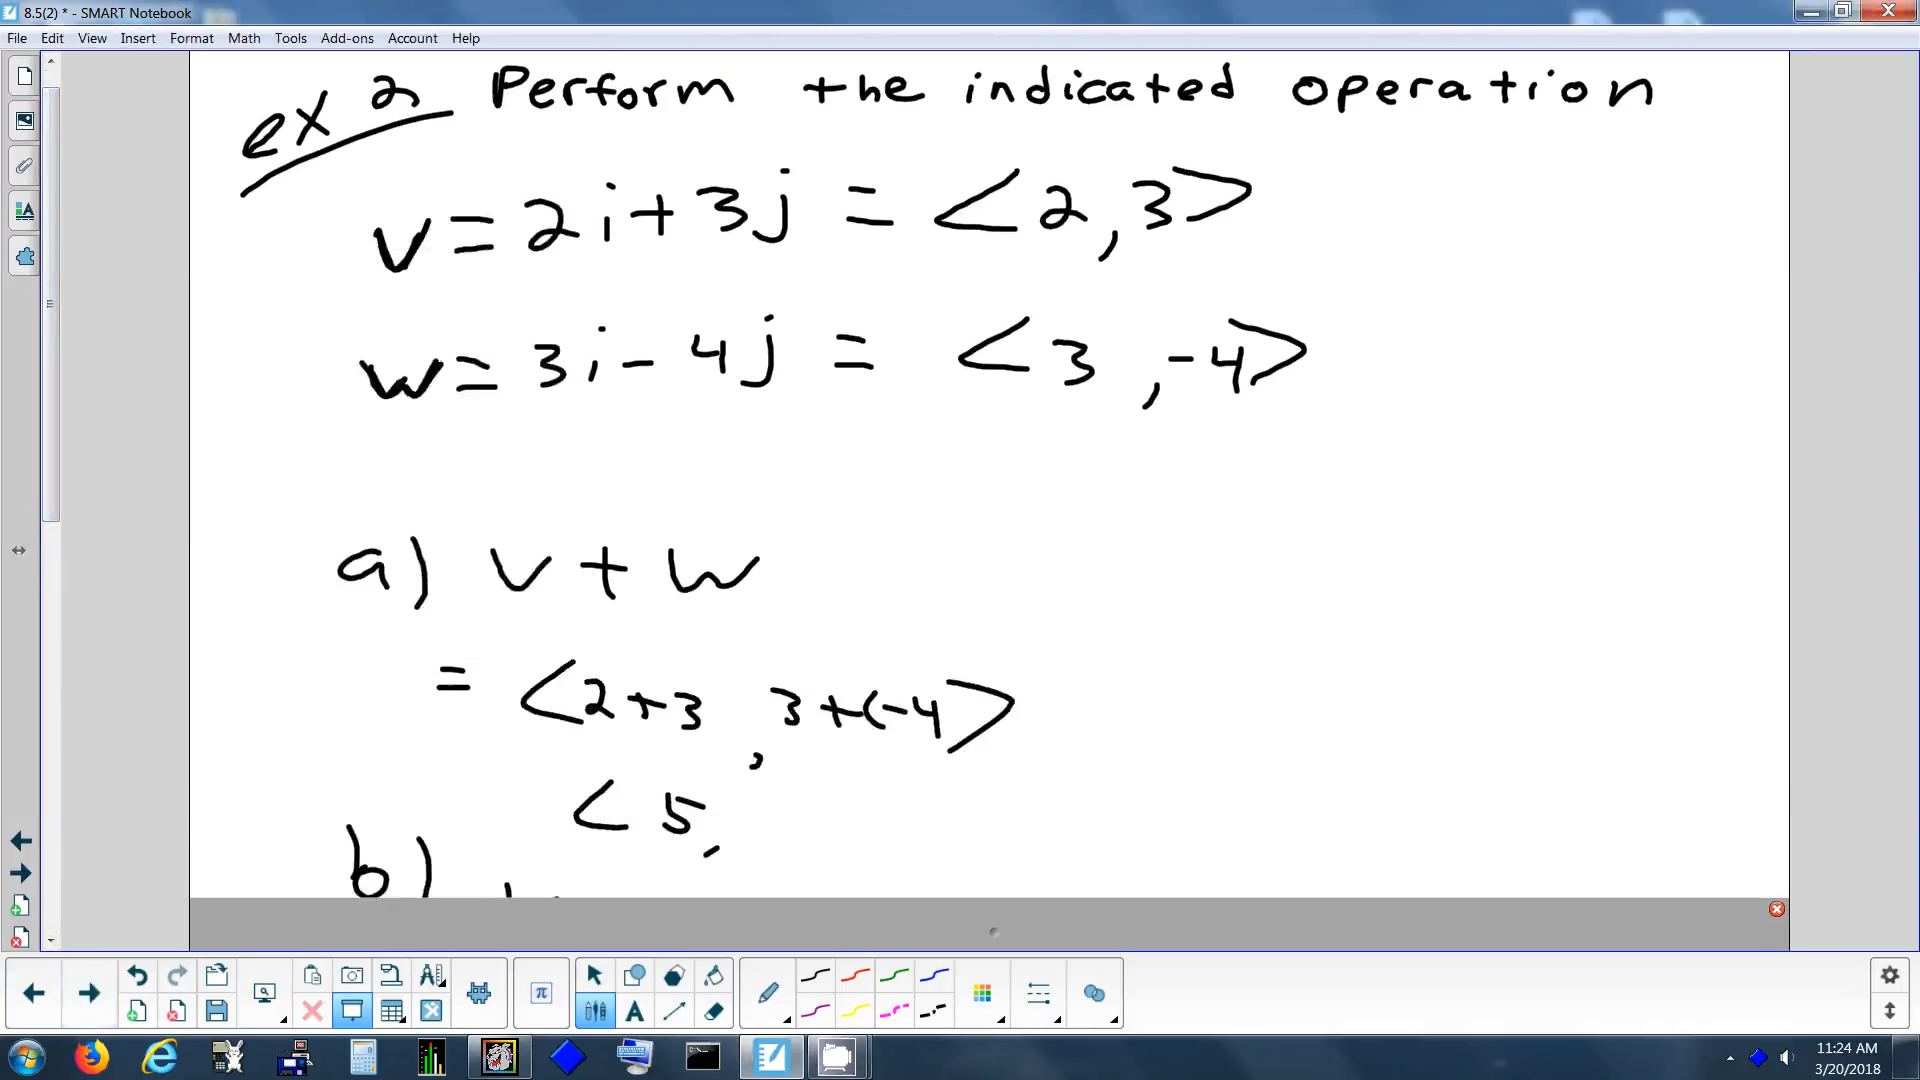 8.5(2) * - SMART Notebook
File Edit View Insert Format Math Tools Add-ons Account Help
ex 2 Perform the indicated operation
v = 2i + 3j = <2, 3>
w = 3i - 4j = <3, -4>
a) v + w
= <2+3, 3+(-4>
<5,
b)
π
A
11:24 AM
3/20/2018